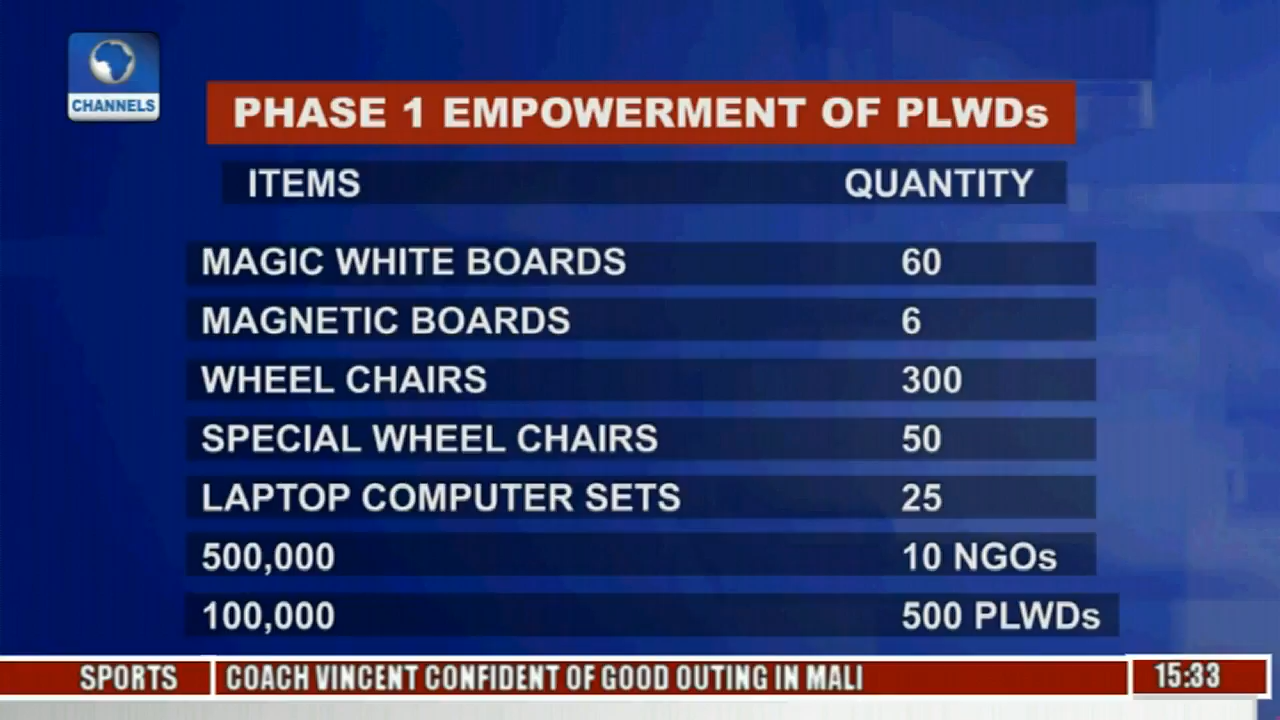 CHANNELS
PHASE 1 EMPOWERMENT OF PLWDs
ITEMS QUANTITY
MAGIC WHITE BOARDS 60
MAGNETIC BOARDS 6
WHEEL CHAIRS 300
SPECIAL WHEEL CHAIRS 50
LAPTOP COMPUTER SETS 25
500,000 10 NGOs
100,000 500 PLWDs
SPORTS COACH VINCENT CONFIDENT OF GOOD OUTING IN MALI 15:33